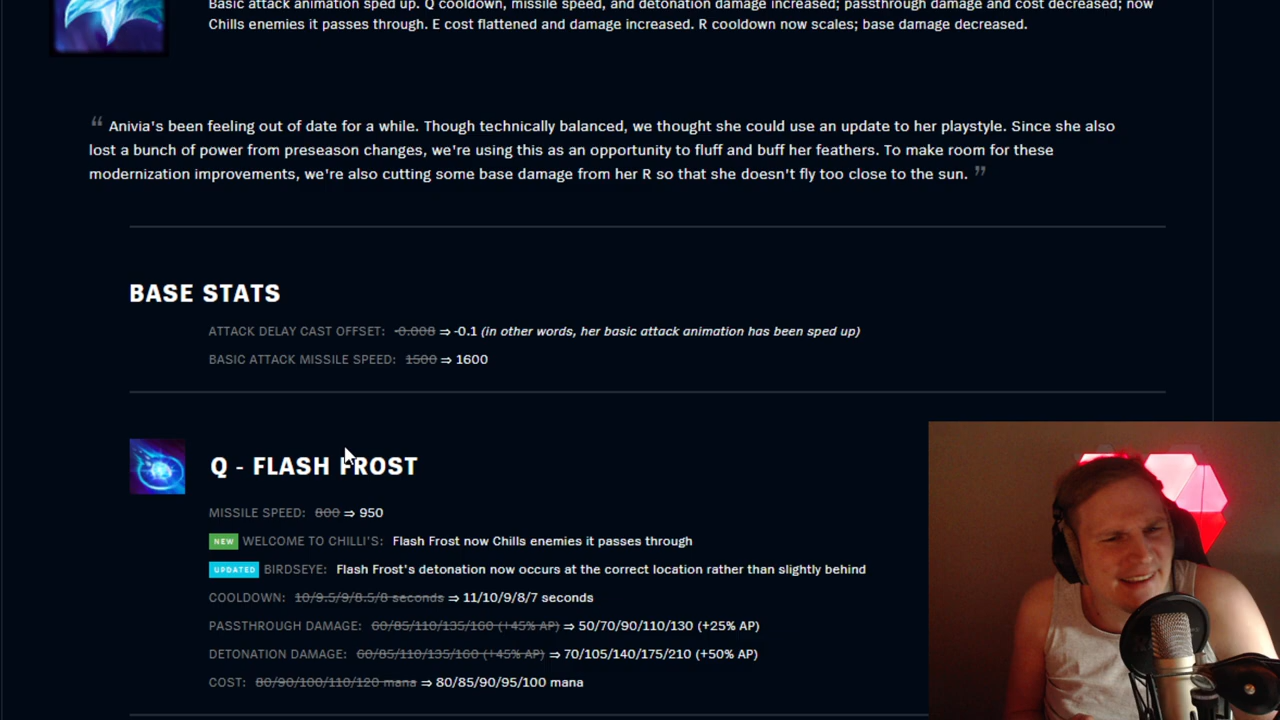 Basic attack animation sped up. Q cooldown, missile speed, and detonation damage increased; passthrough damage and cost decreased; now
Chills enemies it passes through. E cost flattened and damage increased. R cooldown now scales; base damage decreased.
“ Anivia's been feeling out of date for a while. Though technically balanced, we thought she could use an update to her playstyle. Since she also
lost a bunch of power from preseason changes, we're using this as an opportunity to fluff and buff her feathers. To make room for these
modernization improvements, we're also cutting some base damage from her R so that she doesn't fly too close to the sun. ”
BASE STATS
ATTACK DELAY CAST OFFSET: -0.008 ⇒ -0.1 (in other words, her basic attack animation has been sped up)
BASIC ATTACK MISSILE SPEED: 1500 ⇒ 1600
Q - FLASH FROST
MISSILE SPEED: 800 ⇒ 950
NEW WELCOME TO CHILLI'S: Flash Frost now Chills enemies it passes through
UPDATED BIRDSEYE: Flash Frost's detonation now occurs at the correct location rather than slightly behind
COOLDOWN: 10/9.5/9/8.5/8 seconds ⇒ 11/10/9/8/7 seconds
PASSTHROUGH DAMAGE: 60/85/110/135/160 (+45% AP) ⇒ 50/70/90/110/130 (+25% AP)
DETONATION DAMAGE: 60/85/110/135/160 (+45% AP) ⇒ 70/105/140/175/210 (+50% AP)
COST: 80/90/100/110/120 mana ⇒ 80/85/90/95/100 mana